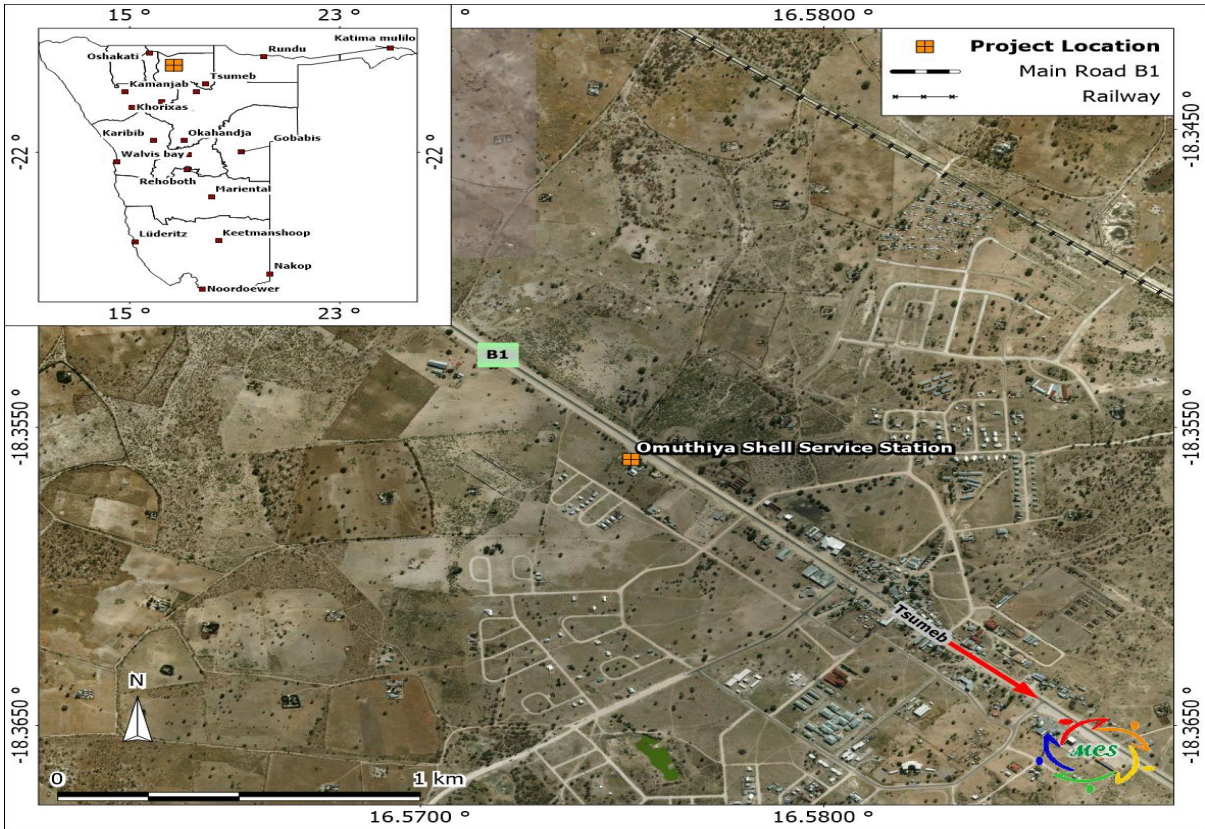 15
23
Katima mulilo
Oshakati
Rundu
Tsumeb
Kamanjab
Khorixas
Karibib
Okahandja
Gobabis
-22
-22
Walvis bay
Rehoboth
Mariental
Lüderitz
Keetmanshoop
Nakop
Noordoewer
15
23
16.5800 °
Project Location
Main Road B1
Railway
-18.3450 °
B1
-18.3550 °
-18.3550 °
Omuthiya Shell Service Station
Tsumeb
N
-18.3650 °
-18.3650 °
MCS
0
1 km
16.5700 °
16.5800 °